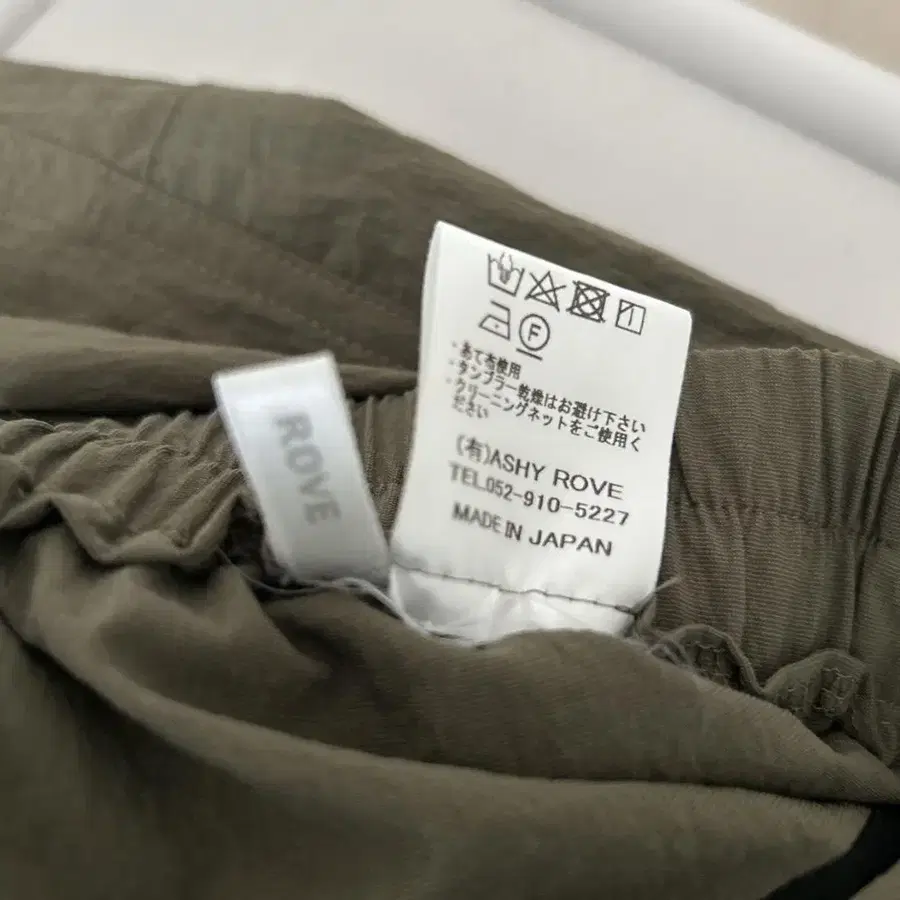 ROVE
F
・あて布使用
・タンブラー乾燥はお避け下さい
・クリーニングネットをご使用く
ださい
(有)ASHY ROVE
TEL.052-910-5227
MADE IN JAPAN